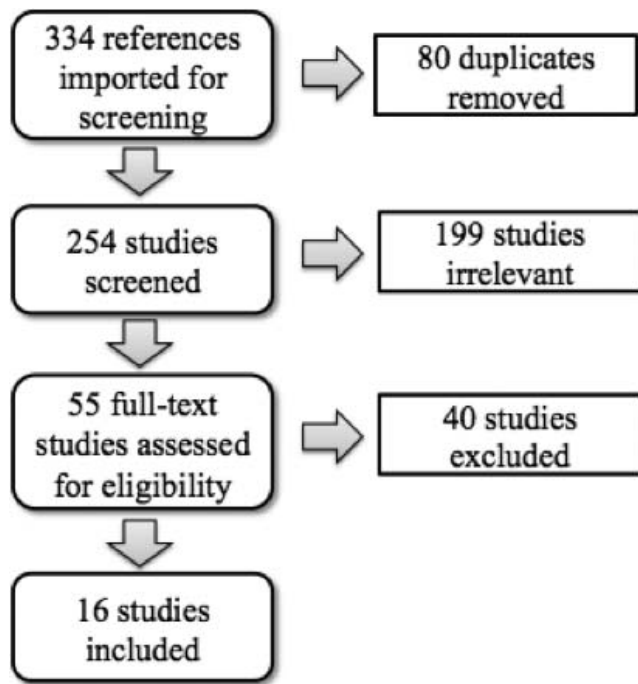 334 references
imported for
screening
80 duplicates
removed
254 studies
screened
199 studies
irrelevant
55 full-text
studies assessed
for eligibility
40 studies
excluded
16 studies
included